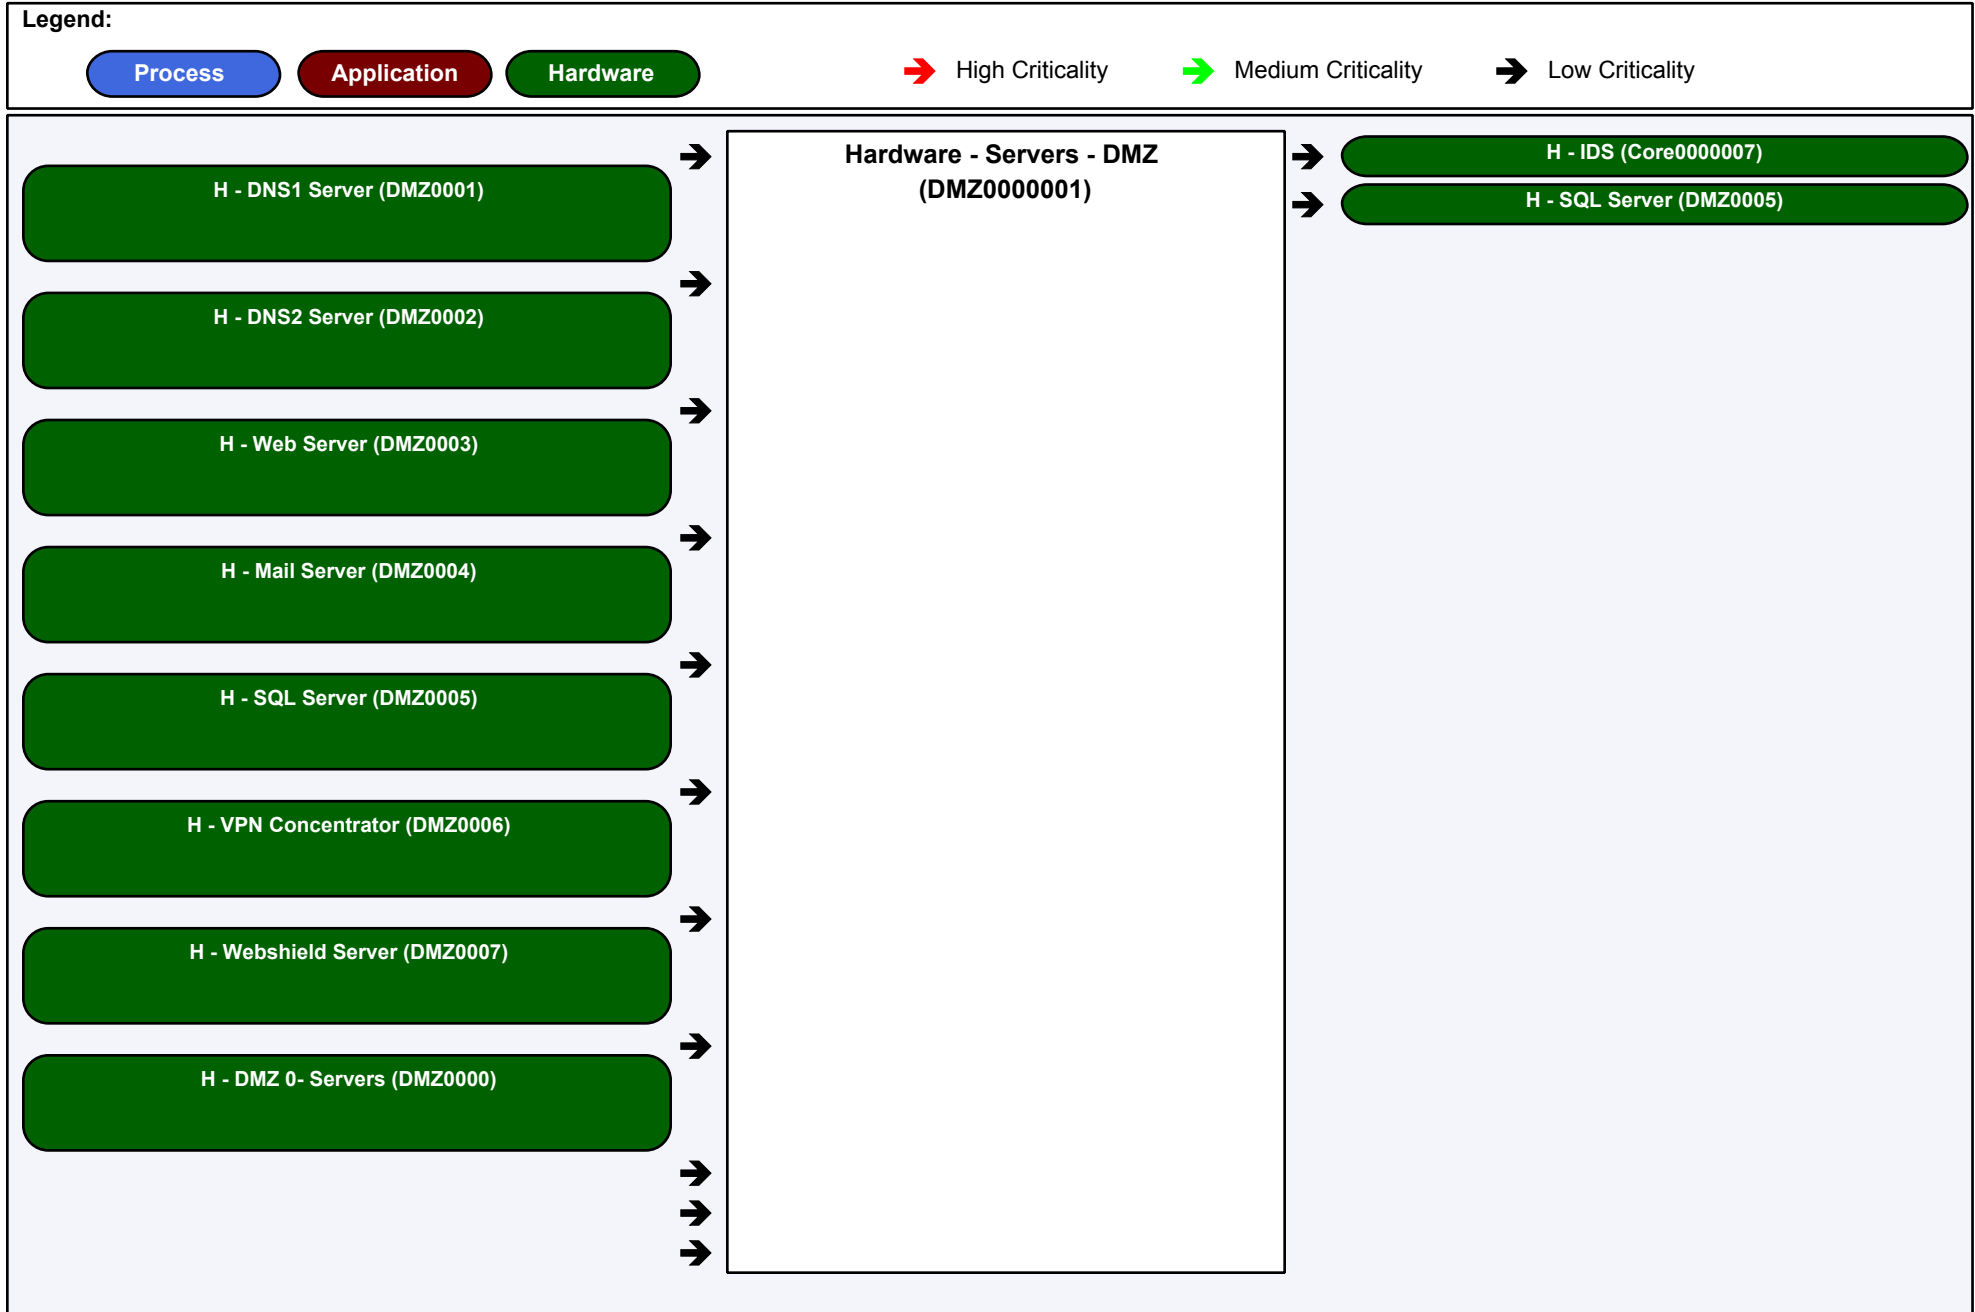 Legend:
Process Application Hardware High Criticality Medium Criticality Low Criticality
Hardware - Servers - DMZ
(DMZ0000001)
H - DNS1 Server (DMZ0001)
H - DNS2 Server (DMZ0002)
H - Web Server (DMZ0003)
H - Mail Server (DMZ0004)
H - SQL Server (DMZ0005)
H - VPN Concentrator (DMZ0006)
H - Webshield Server (DMZ0007)
H - DMZ 0- Servers (DMZ0000)
H - IDS (Core0000007)
H - SQL Server (DMZ0005)